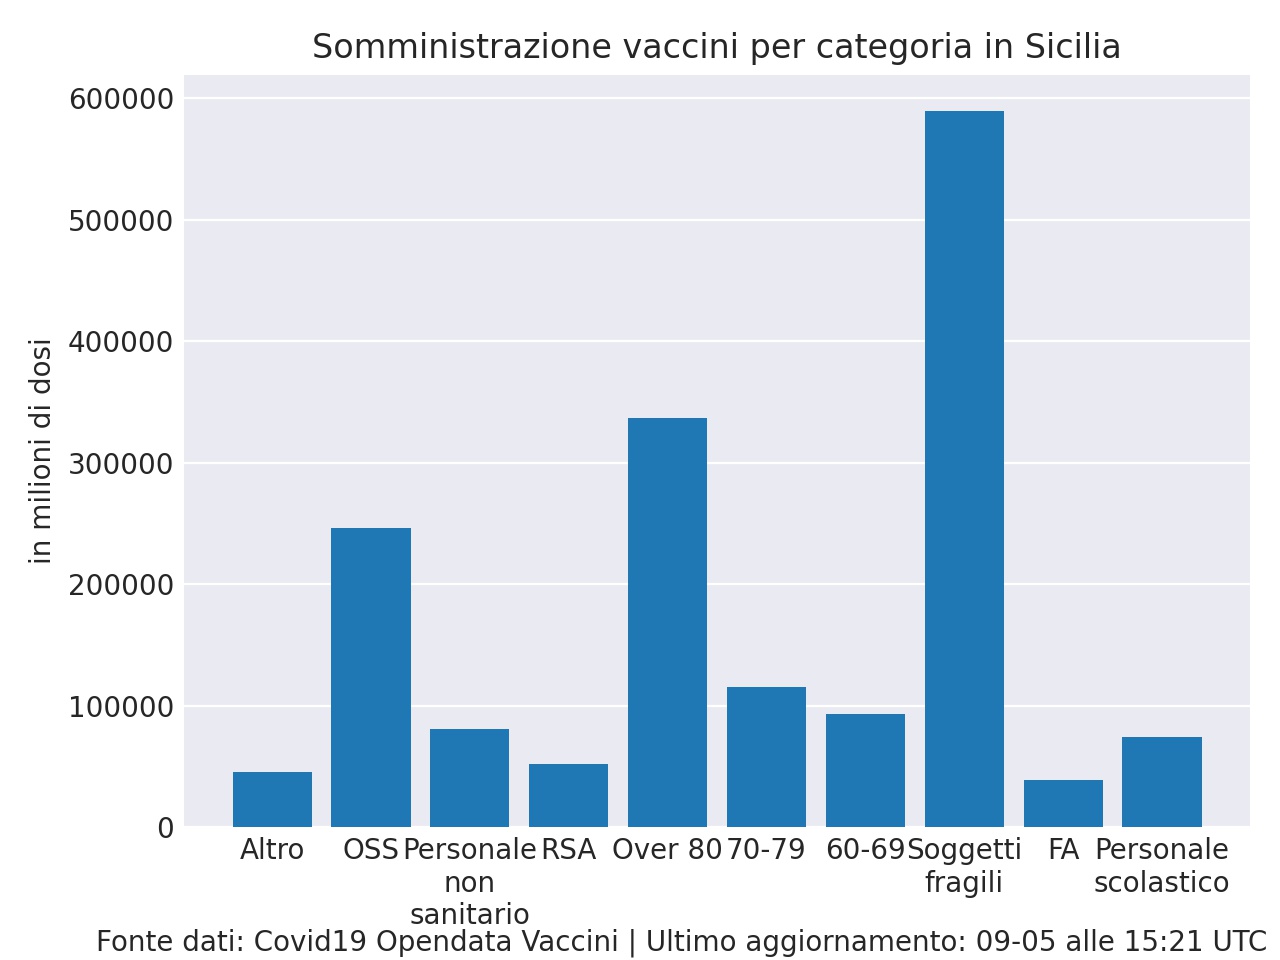 Somministrazione vaccini per categoria in Sicilia
in milioni di dosi
600000
500000
400000
300000
200000
100000
0
Altro
OSS
Personale
non
sanitario
RSA
Over 80
70-79
60-69
Soggetti
fragili
FA
Personale
scolastico
Fonte dati: Covid19 Opendata Vaccini | Ultimo aggiornamento: 09-05 alle 15:21 UTC